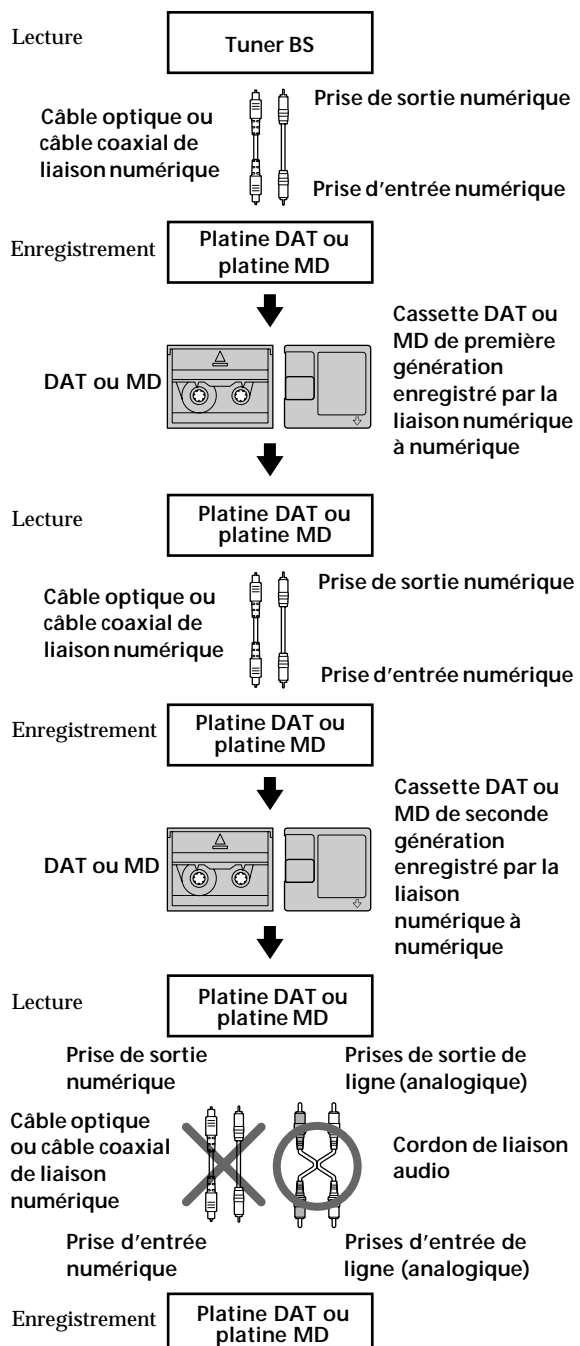 Lecture
Tuner BS
Câble optique ou
câble coaxial de
liaison numérique
Prise de sortie numérique
Prise d'entrée numérique
Enregistrement
Platine DAT ou
platine MD
DAT ou MD
Cassette DAT ou
MD de première
génération
enregistré par la
liaison numérique
à numérique
Lecture
Platine DAT ou
platine MD
Câble optique ou
câble coaxial de
liaison numérique
Prise de sortie numérique
Prise d'entrée numérique
Enregistrement
Platine DAT ou
platine MD
DAT ou MD
Cassette DAT ou
MD de seconde
génération
enregistré par la
liaison
numérique à
numérique
Lecture
Platine DAT ou
platine MD
Prise de sortie
numérique
Prises de sortie de
ligne (analogique)
Câble optique
ou câble coaxial
de liaison
numérique
Cordon de liaison
audio
Prise d'entrée
numérique
Prises d'entrée de
ligne (analogique)
Enregistrement
Platine DAT ou
platine MD